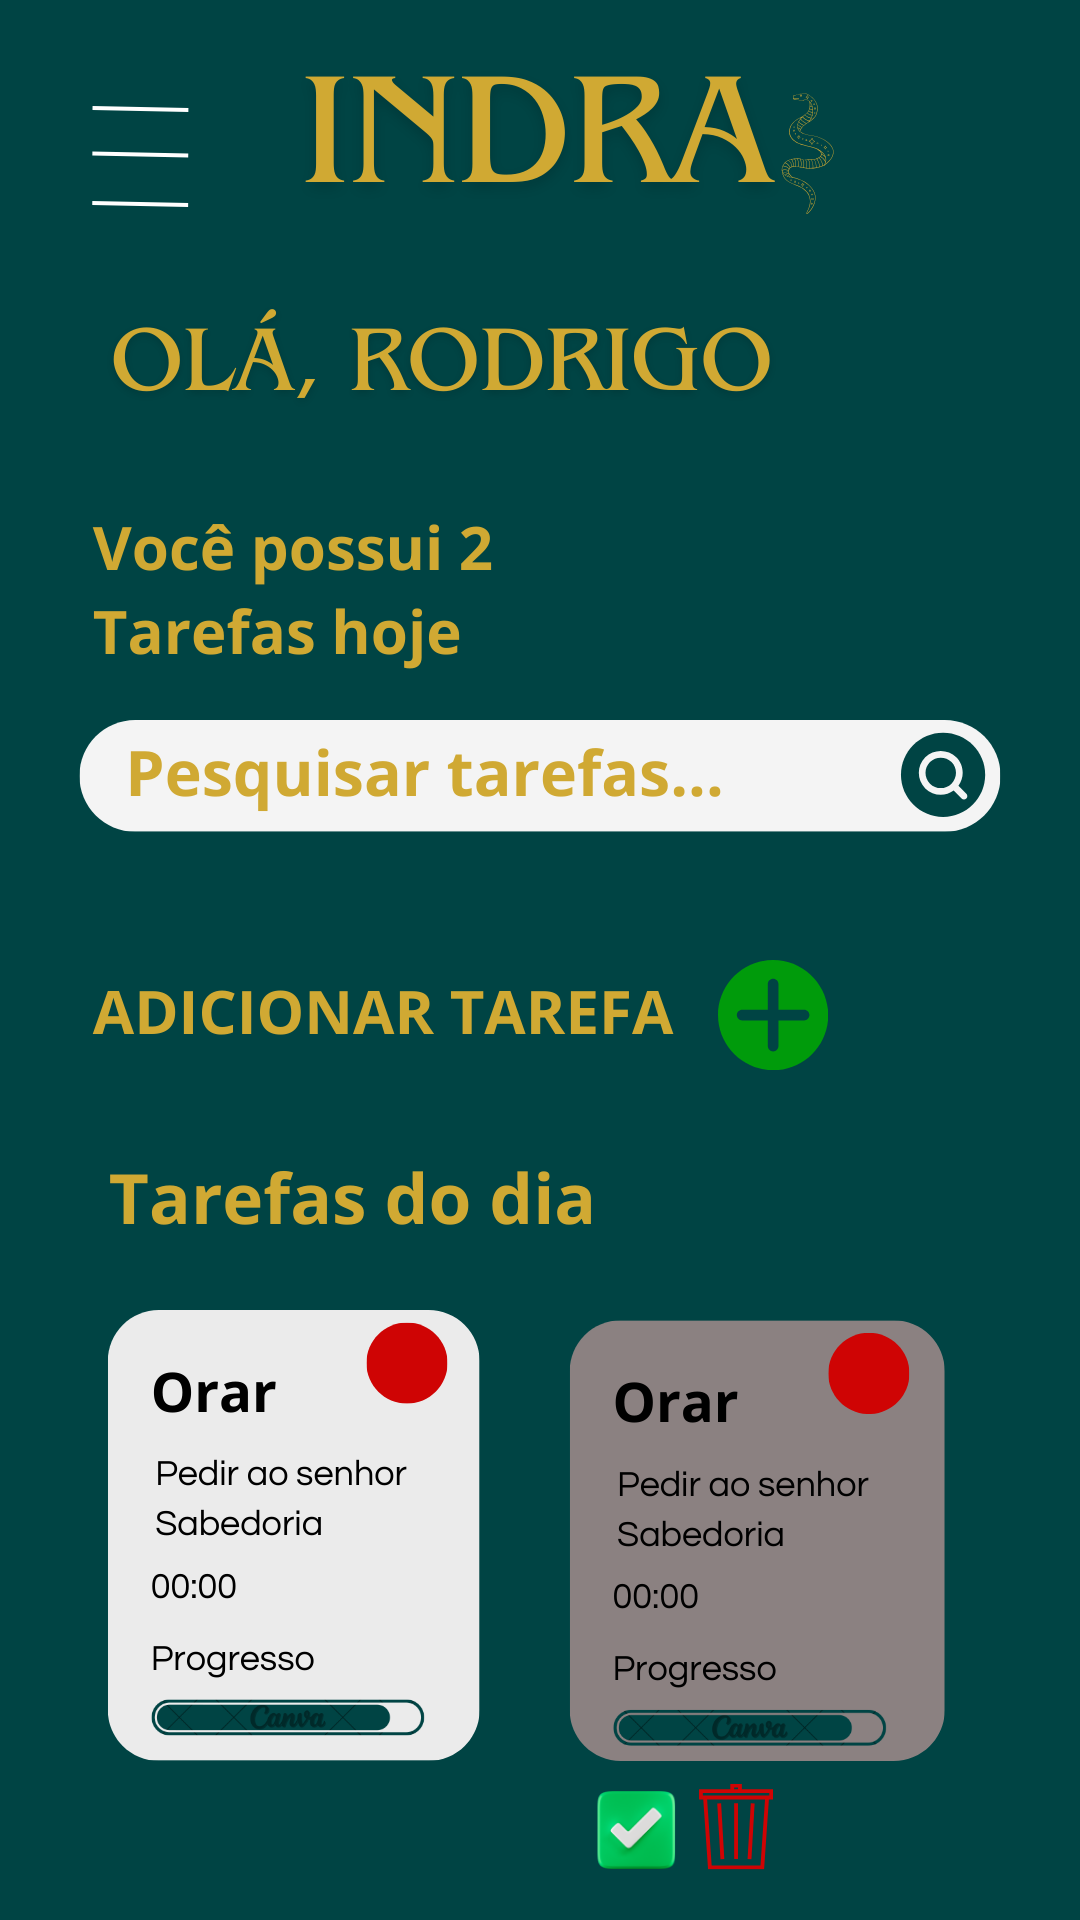 INDRA
OLÁ, RODRIGO
Você possui 2
Tarefas hoje
Pesquisar tarefas...
ADICIONAR TAREFA
Tarefas do dia
Orar
Pedir ao senhor
Sabedoria
00:00
Progresso
Canva
Orar
Pedir ao senhor
Sabedoria
00:00
Progresso
Canva